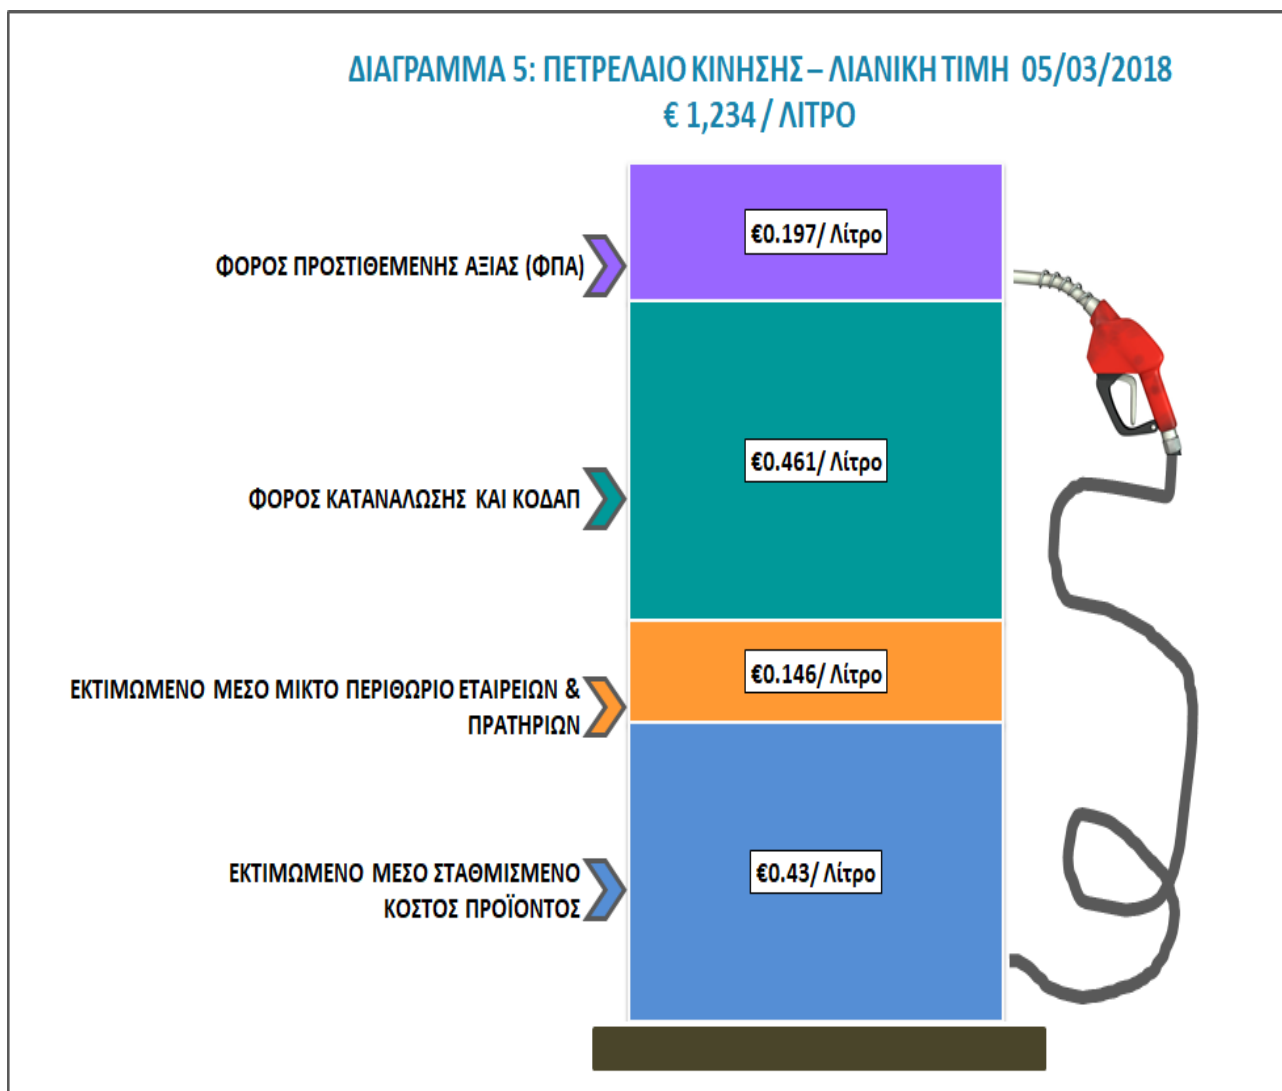 ΔΙΑΓΡΑΜΜΑ 5: ΠΕΤΡΕΛΑΙΟ ΚΙΝΗΣΗΣ – ΛΙΑΝΙΚΗ ΤΙΜΗ 05/03/2018
€ 1,234 / ΛΙΤΡΟ
€0.197/ Λίτρο
ΦΟΡΟΣ ΠΡΟΣΤΙΘΕΜΕΝΗΣ ΑΞΙΑΣ (ΦΠΑ)
€0.461/ Λίτρο
ΦΟΡΟΣ ΚΑΤΑΝΑΛΩΣΗΣ ΚΑΙ ΚΟΔΑΠ
€0.146/ Λίτρο
ΕΚΤΙΜΩΜΕΝΟ ΜΕΣΟ ΜΙΚΤΟ ΠΕΡΙΘΩΡΙΟ ΕΤΑΙΡΕΙΩΝ &
ΠΡΑΤΗΡΙΩΝ
€0.43/ Λίτρο
ΕΚΤΙΜΩΜΕΝΟ ΜΕΣΟ ΣΤΑΘΜΙΣΜΕΝΟ
ΚΟΣΤΟΣ ΠΡΟΪΟΝΤΟΣ